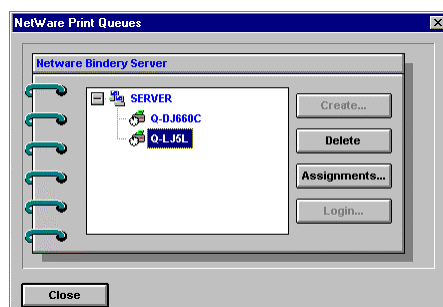 NetWare Print Queues
Netware Bindery Server
SERVER
Q-DJ660C
Q-LJ5L
Create...
Delete
Assignments...
Login...
Close